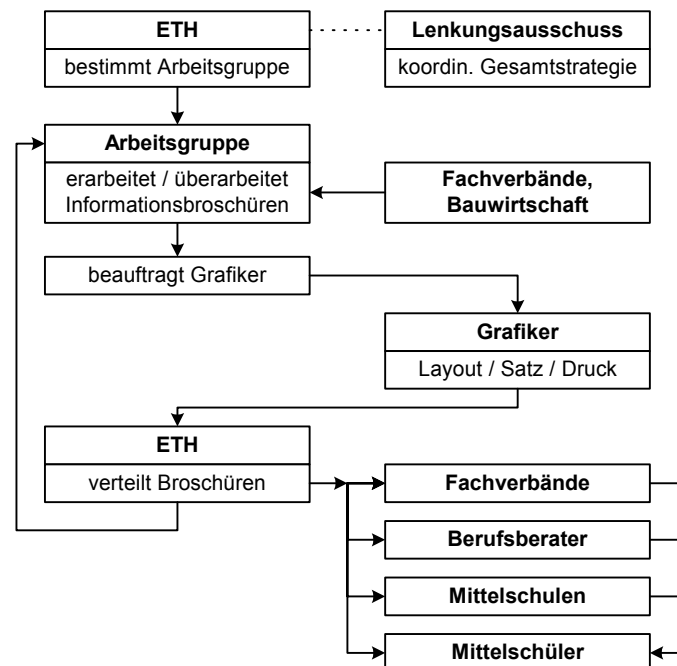 ETH
bestimmt Arbeitsgruppe
Lenkungsausschuss
koordin. Gesamtstrategie
Arbeitsgruppe
erarbeitet / überarbeitet
Informationsbroschüren
Fachverbände,
Bauwirtschaft
beauftragt Grafiker
Grafiker
Layout / Satz / Druck
ETH
verteilt Broschüren
Fachverbände
Berufsberater
Mittelschulen
Mittelschüler